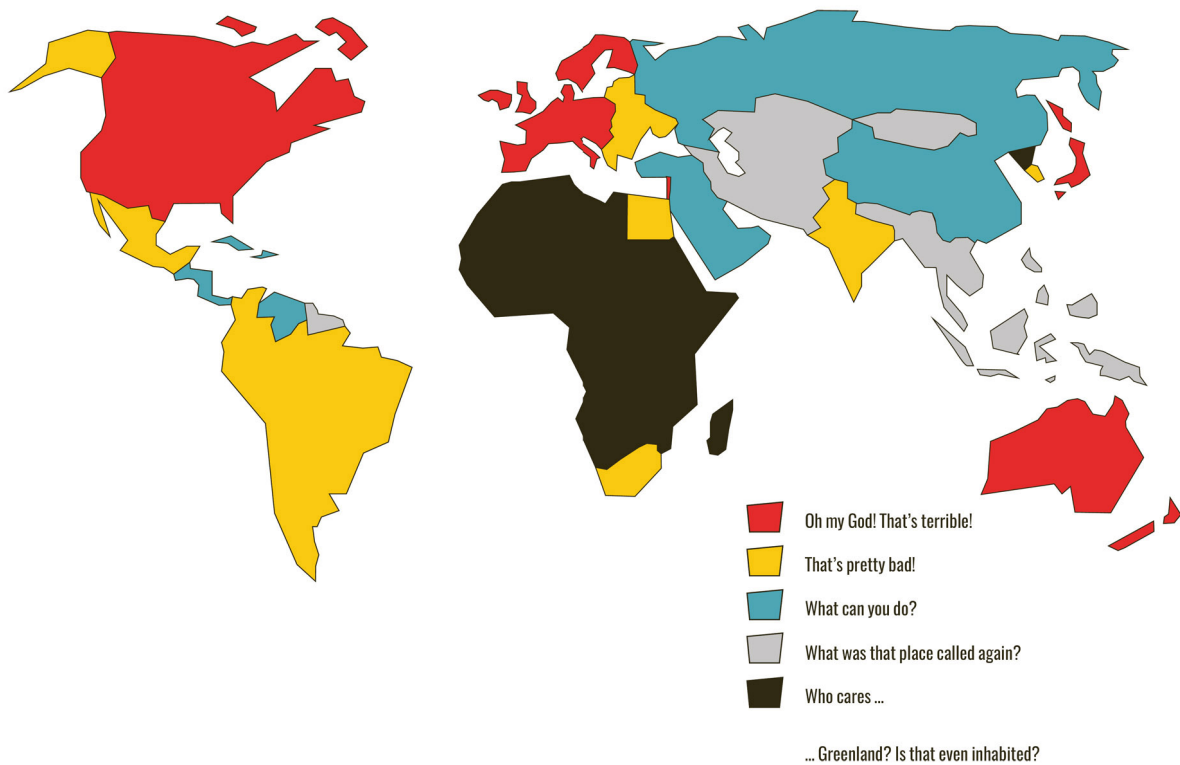 Oh my God! That's terrible!
That's pretty bad!
What can you do?
What was that place called again?
Who cares ...
... Greenland? Is that even inhabited?